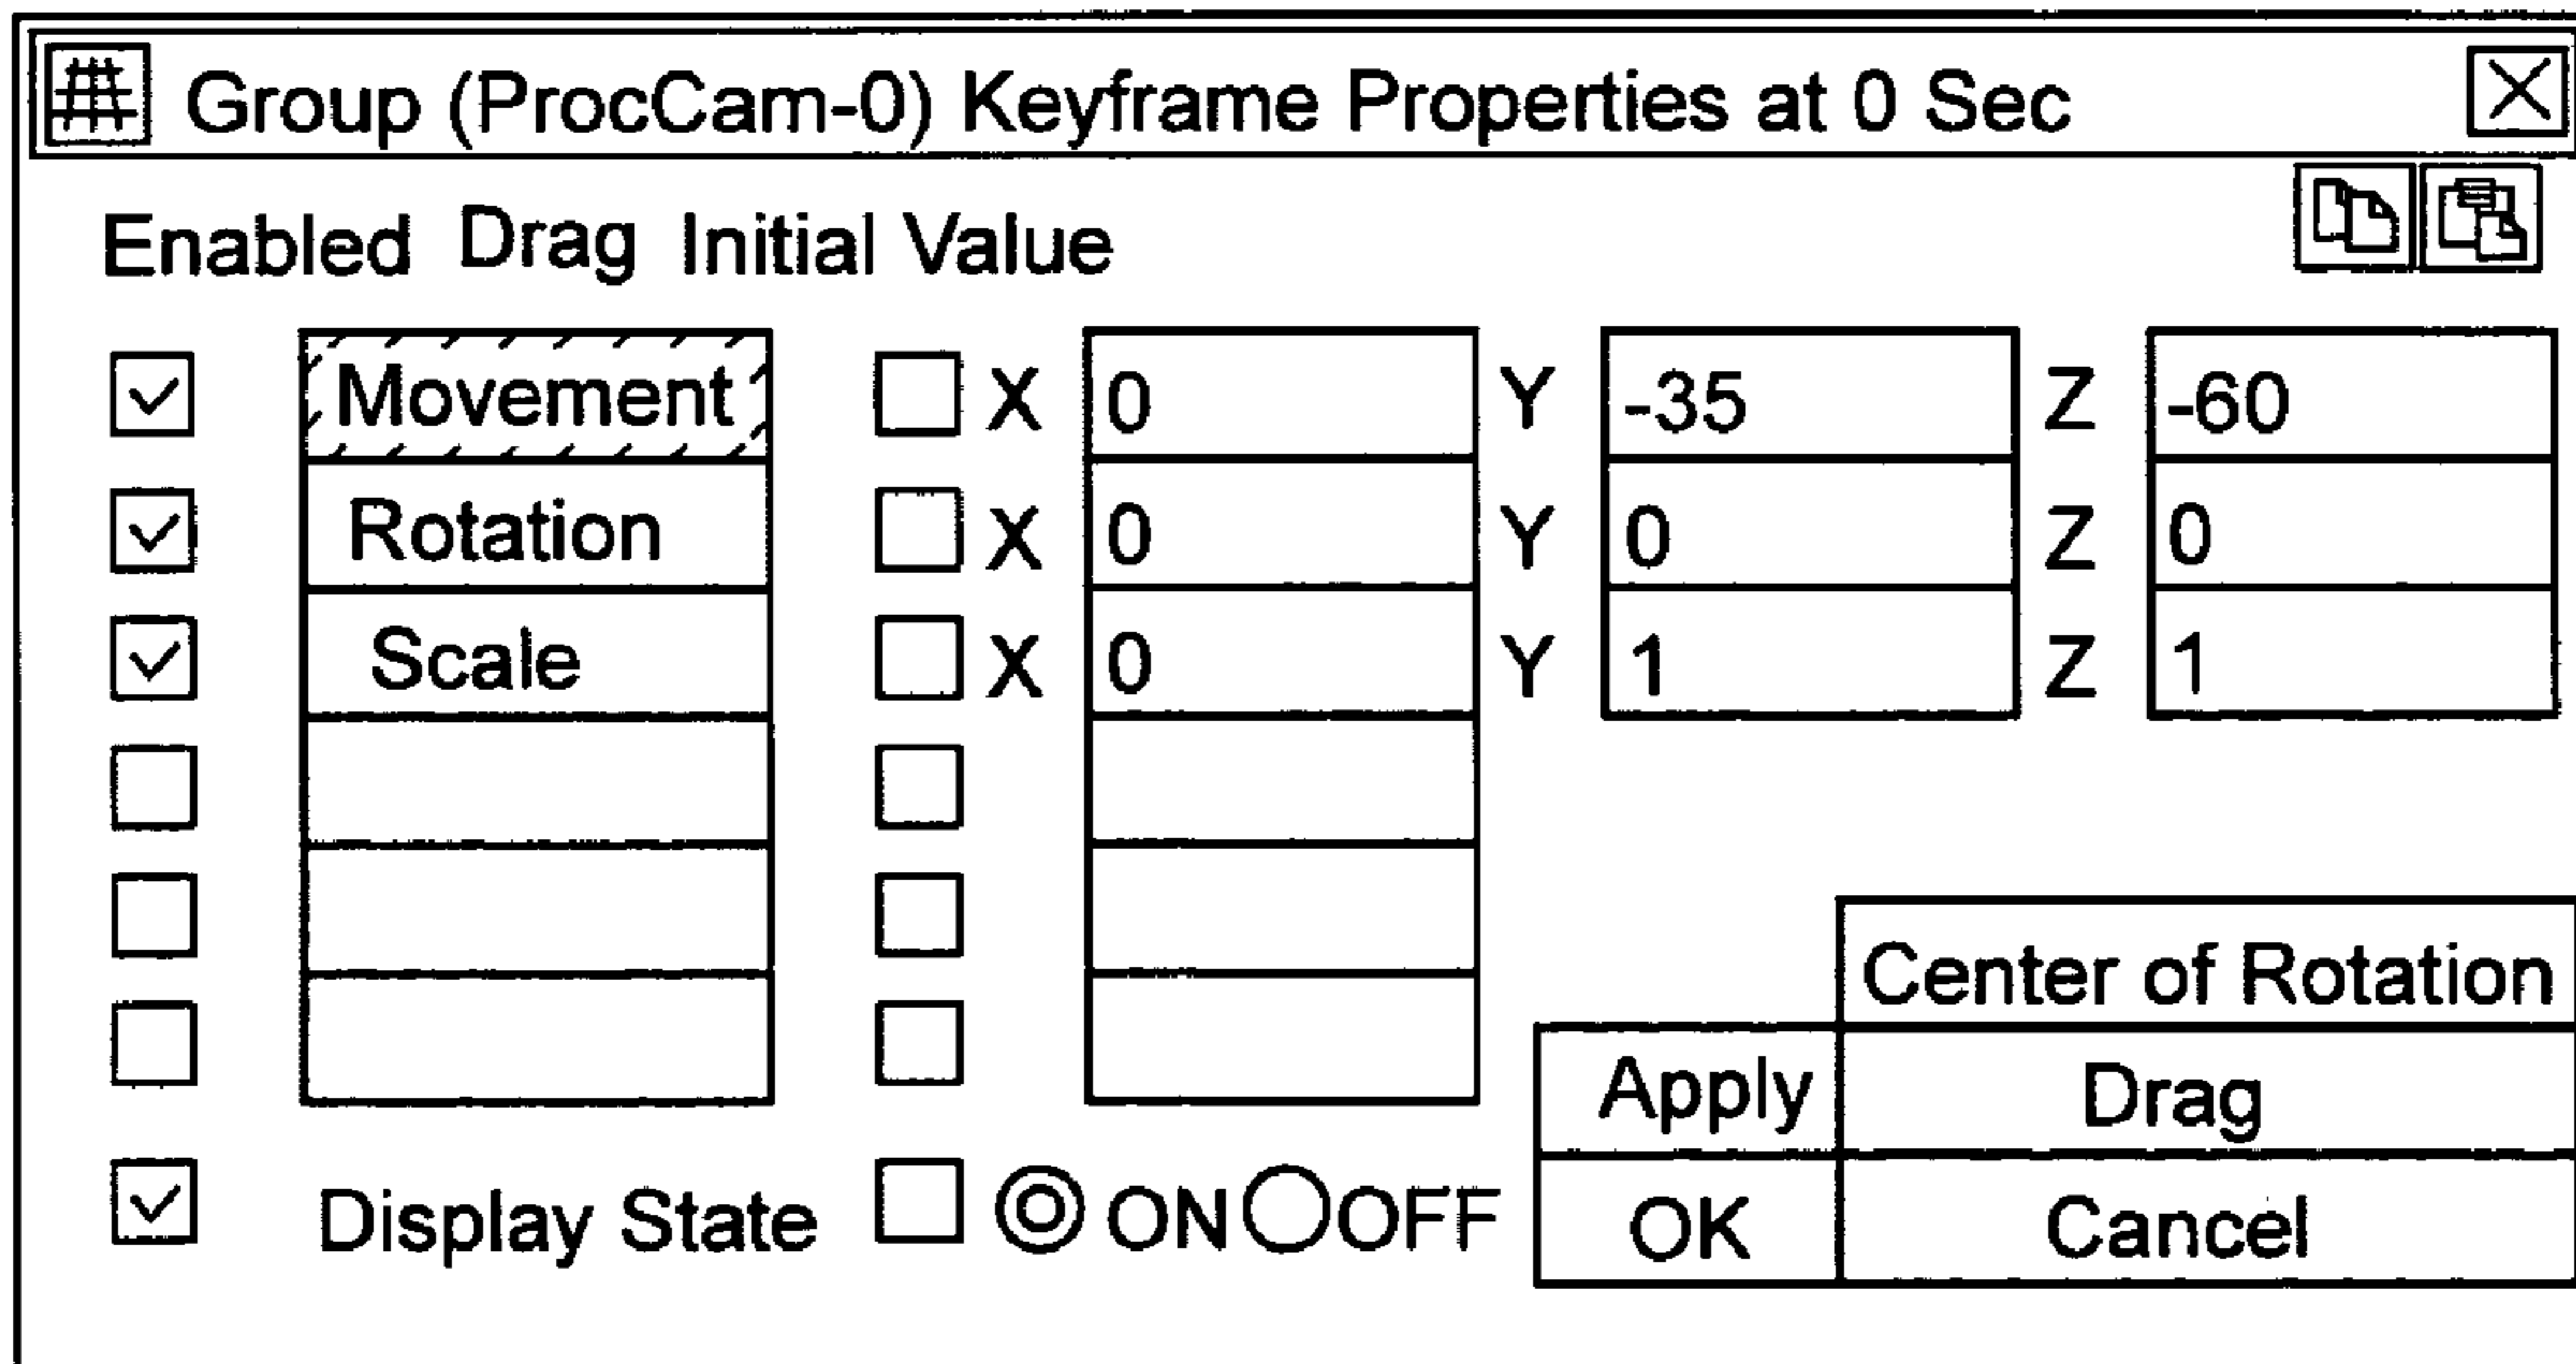 Group (ProcCam-0) Keyframe Properties at 0 Sec
Enabled Drag Initial Value
Movement X 0 Y -35 Z -60
Rotation X 0 Y 0 Z 0
Scale X 0 Y 1 Z 1
Center of Rotation
Apply Drag
Display State ON OFF OK Cancel